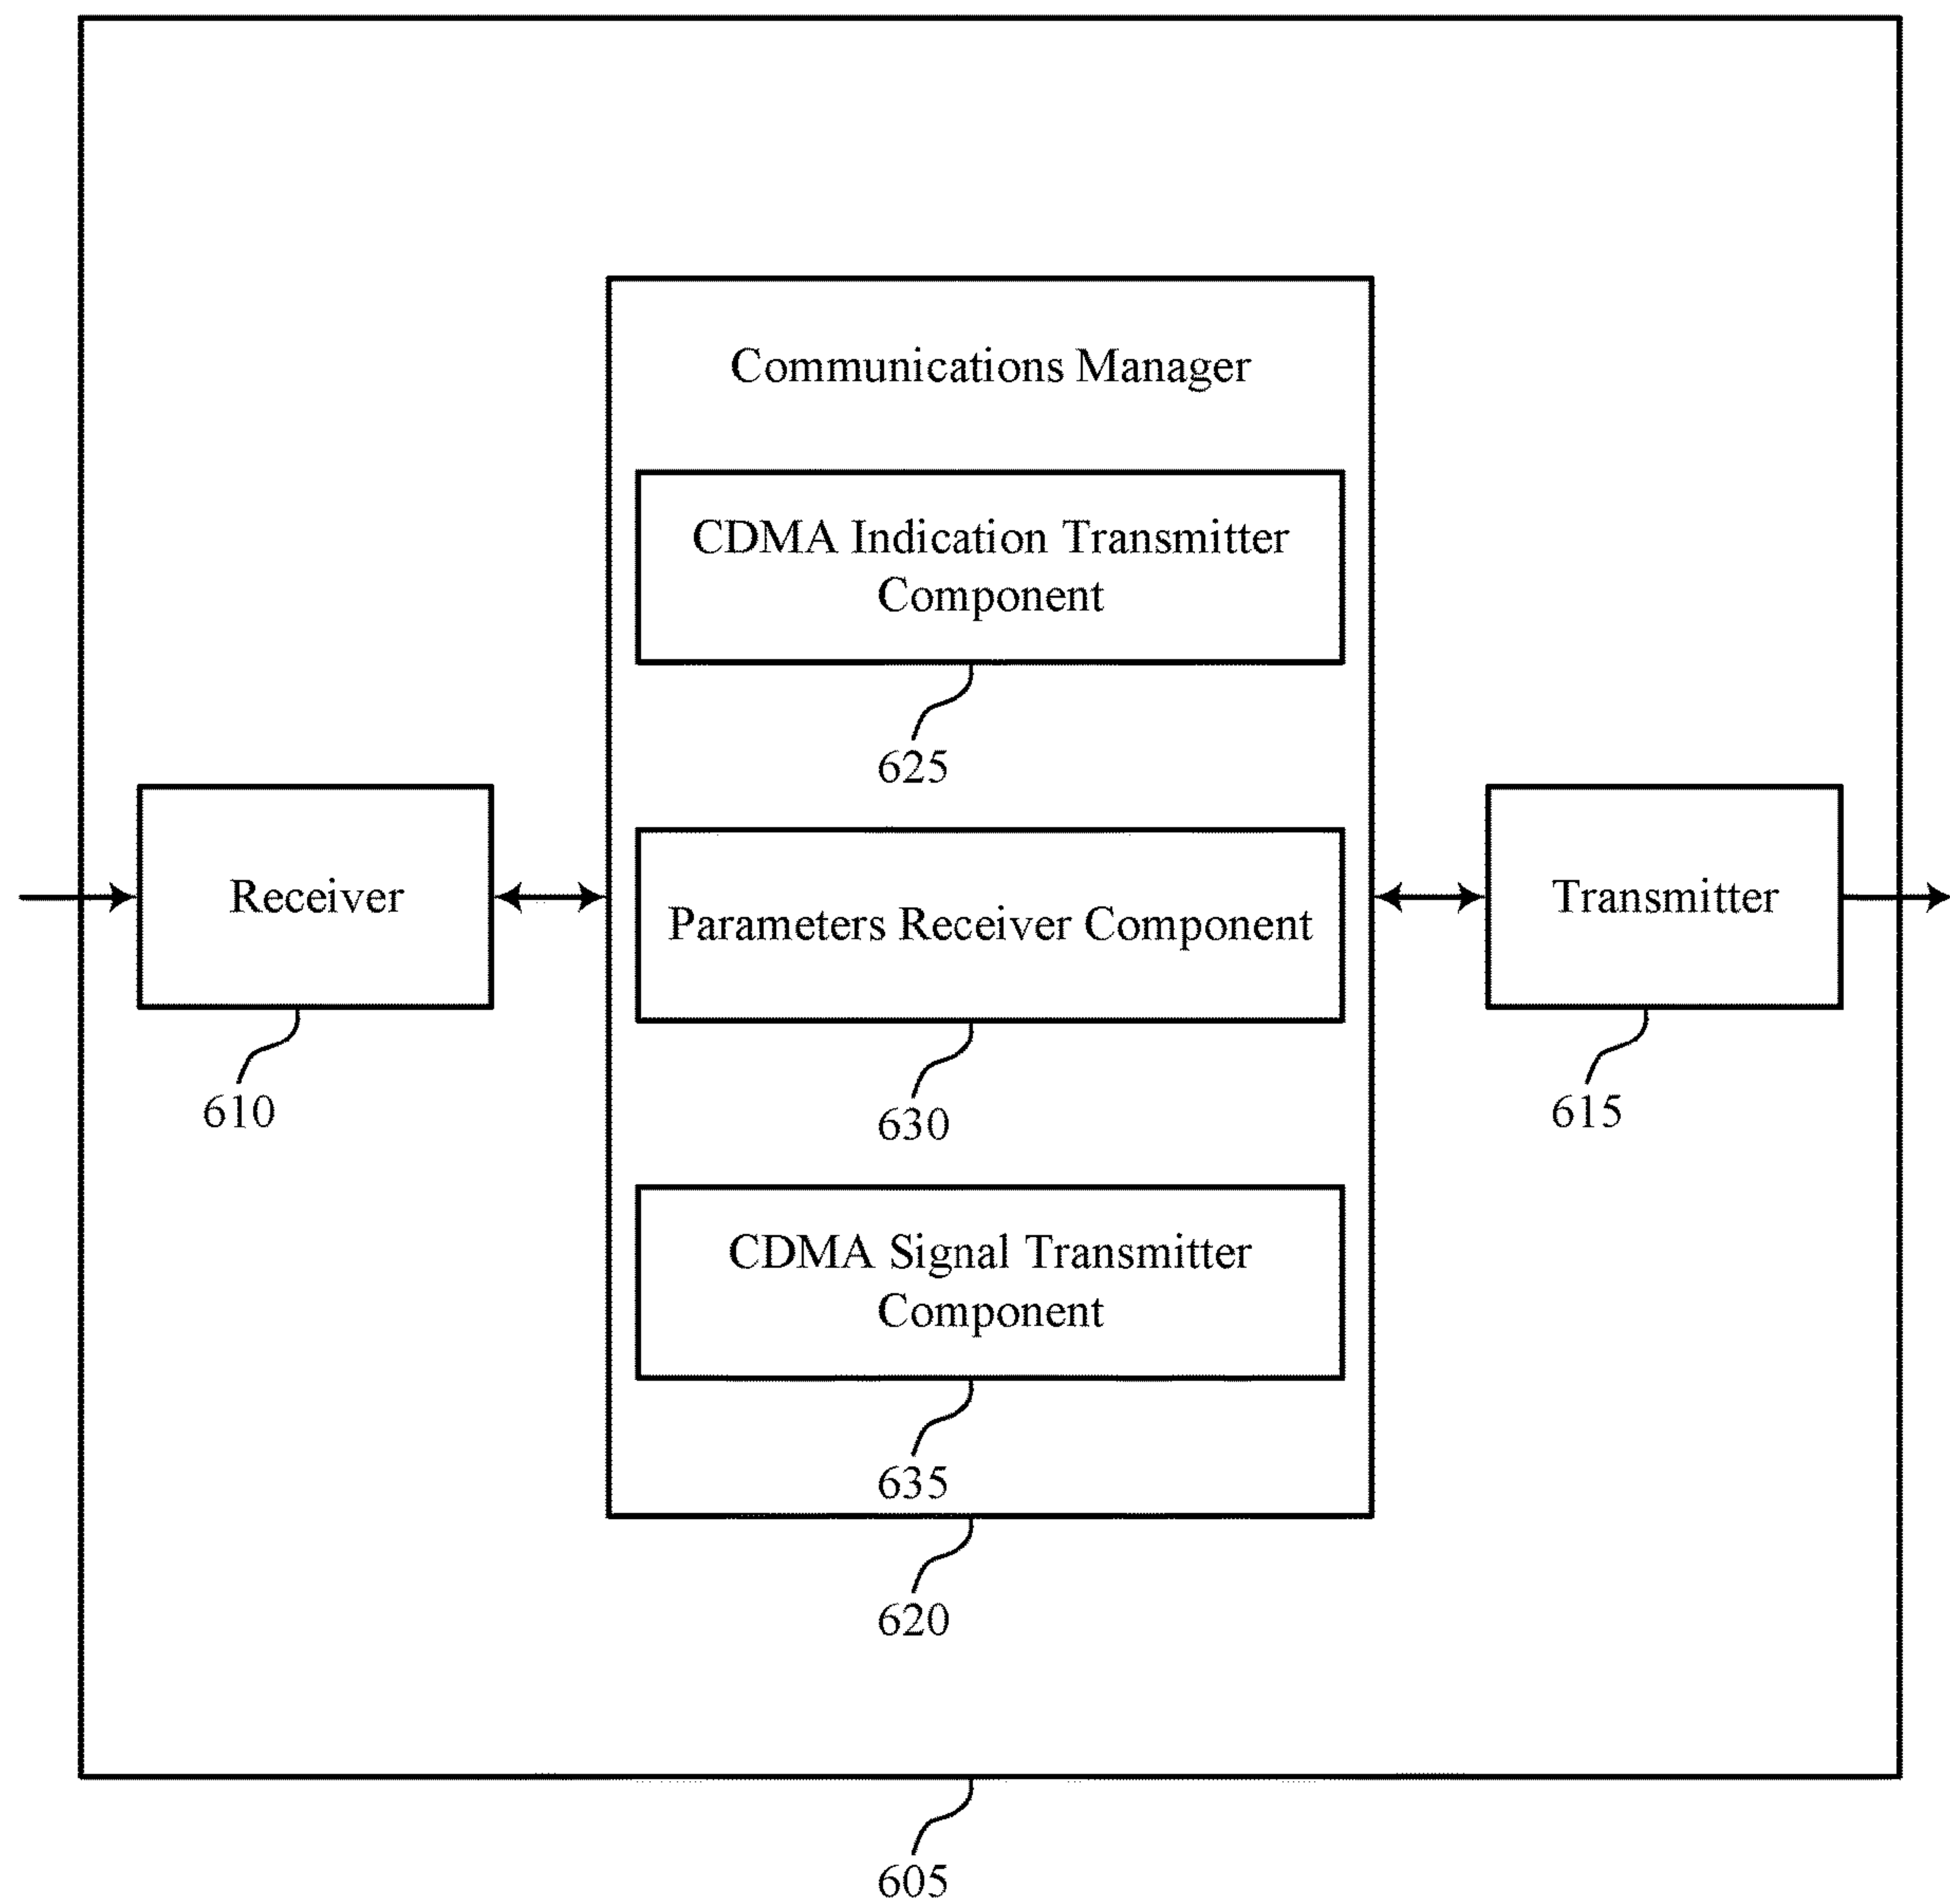 Communications Manager
CDMA Indication Transmitter
Component
625
Receiver
610
Parameters Receiver Component
630
Transmitter
615
CDMA Signal Transmitter
Component
635
620
605